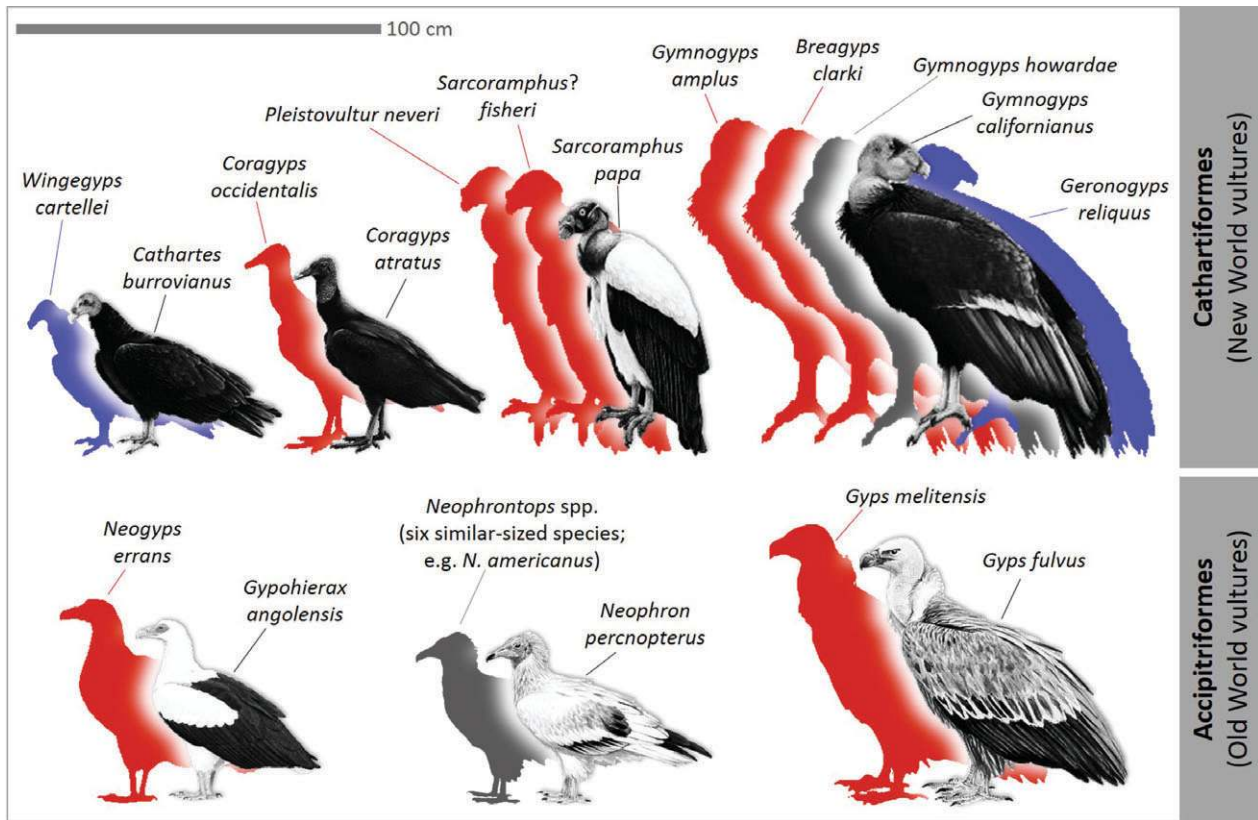 100 cm
Gymnogyps
amplus
Breagyps
clarki
Gymnogyps howardae
Gymnogyps
californianus
Sarcoramphus?
fisheri
Pleistovultur neveri
Sarcoramphus
papa
Coragyps
occidentalis
Wingegyps
cartellei
Cathartes
burrovianus
Coragyps
atratus
Geronogyps
reliquus
Cathartiformes
(New World vultures)
Neogyps
errans
Gypohierax
angolensis
Neophrontops spp.
(six similar-sized species;
e.g. N. americanus)
Neophron
percnopterus
Gyps melitensis
Gyps fulvus
Accipitriformes
(Old World vultures)